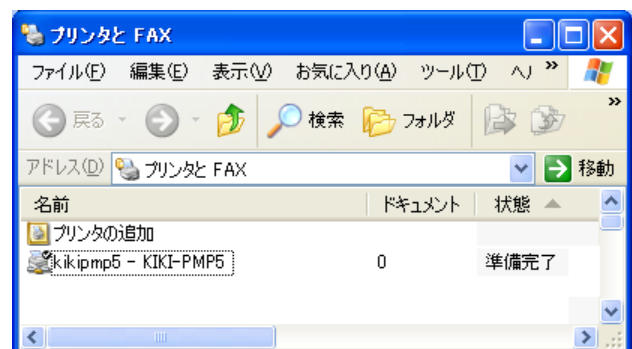 プリンタと FAX
ファイル(F) 編集(E) 表示(V) お気に入り(A) ツール(T) ヘ »
戻る 検索 フォルダ »
アドレス(D) プリンタと FAX 移動
名前 ドキュメント 状態
プリンタの追加
kikipmp5 - KIKI-PMP5 0 準備完了